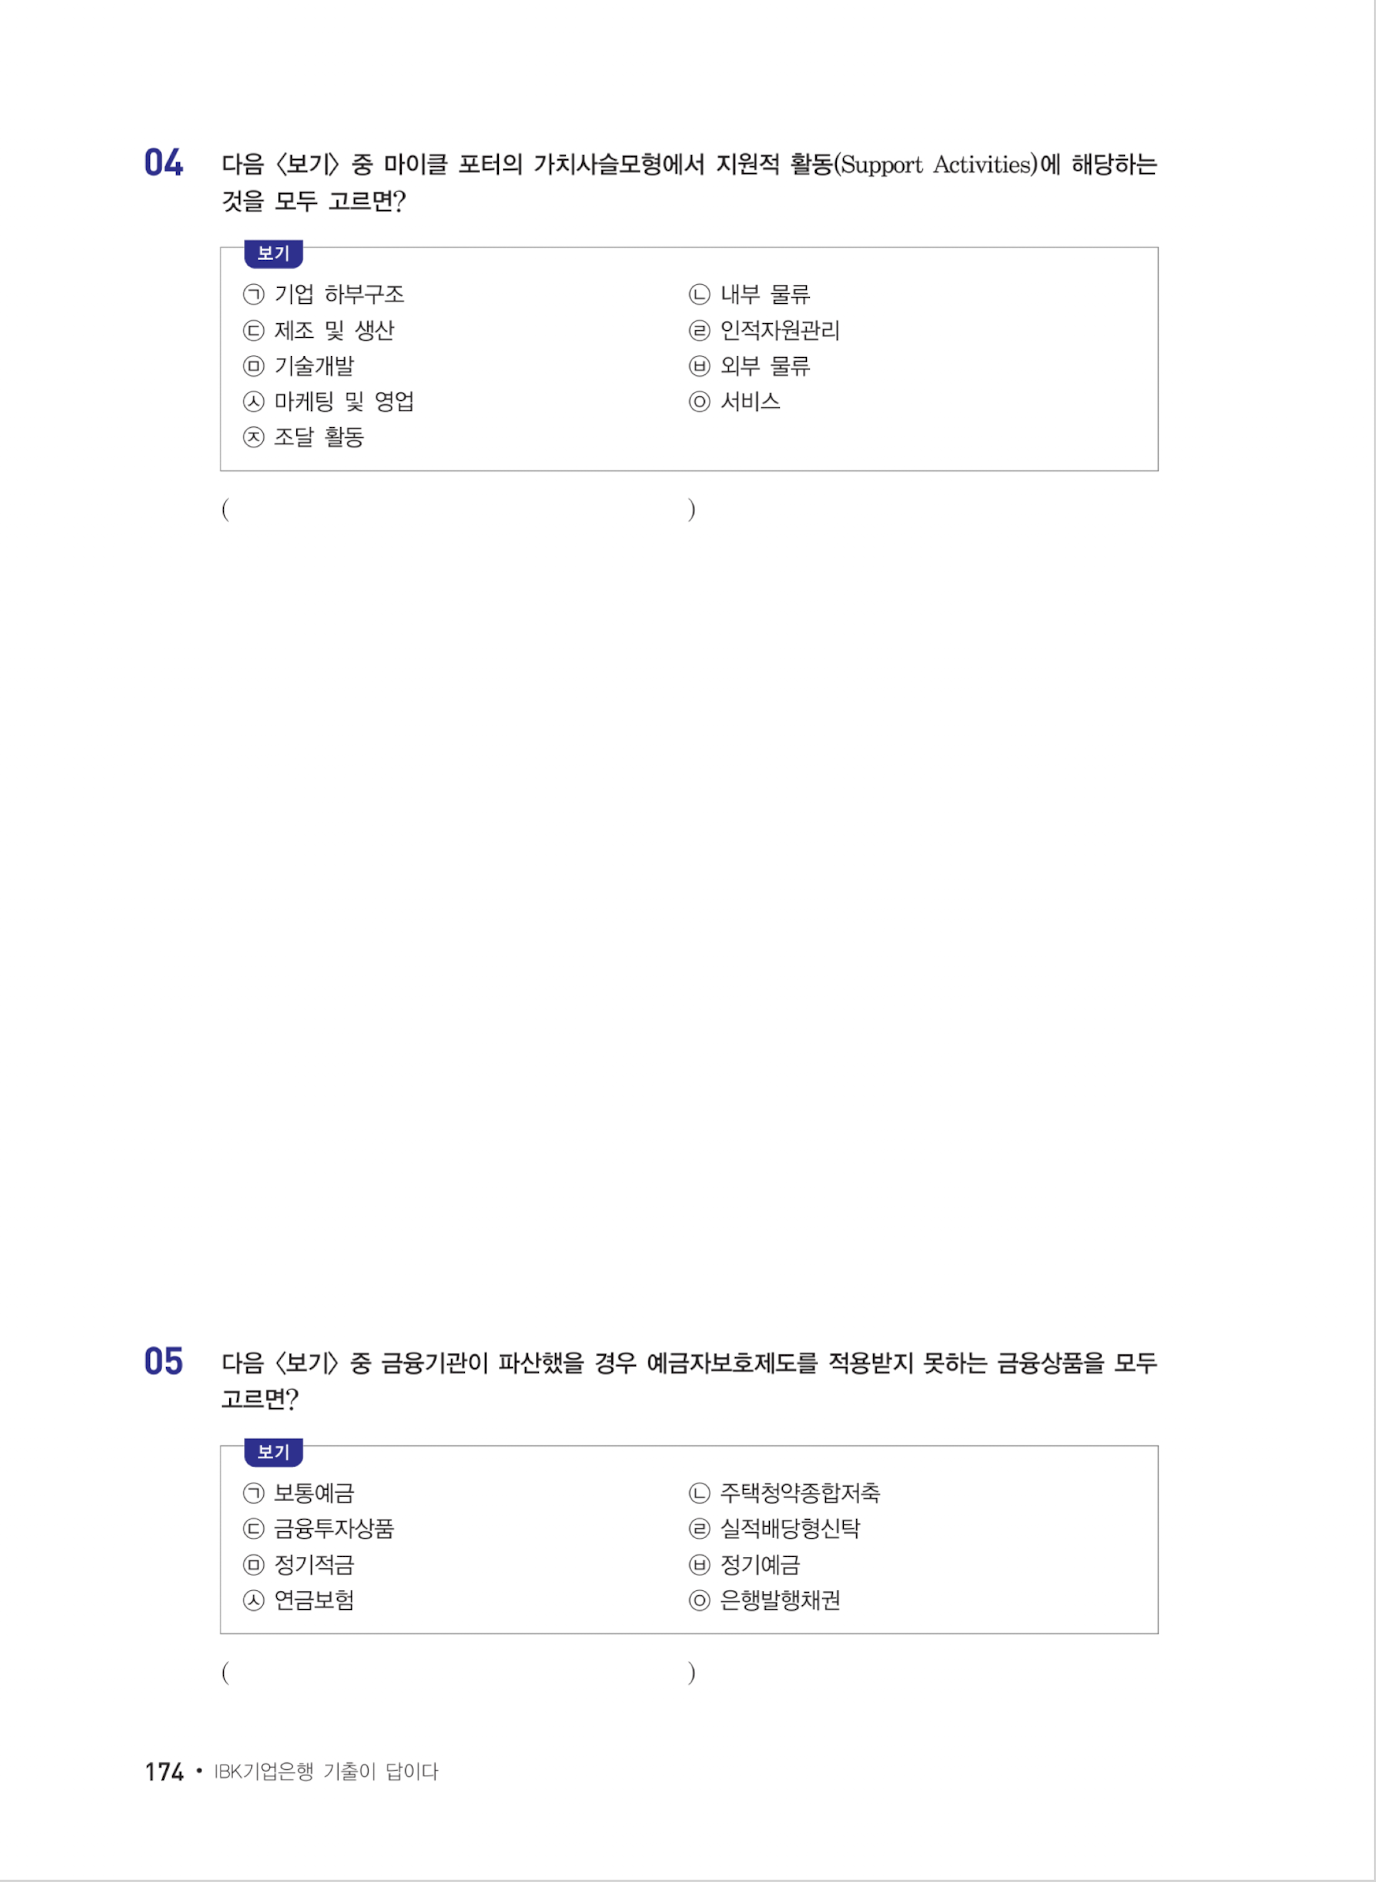 04 다음 〈보기〉 중 마이클 포터의 가치사슬모형에서 지원적 활동(Support Activities)에 해당하는
것을 모두 고르면?
보기
㉠ 기업 하부구조 ㉡ 내부 물류
㉢ 제조 및 생산 ㉣ 인적자원관리
㉤ 기술개발 ㉥ 외부 물류
㉦ 마케팅 및 영업 ㉧ 서비스
㉨ 조달 활동
( )
05 다음 〈보기〉 중 금융기관이 파산했을 경우 예금자보호제도를 적용받지 못하는 금융상품을 모두
고르면?
보기
㉠ 보통예금 ㉡ 주택청약종합저축
㉢ 금융투자상품 ㉣ 실적배당형신탁
㉤ 정기적금 ㉥ 정기예금
㉦ 연금보험 ㉧ 은행발행채권
( )
174 • IBK기업은행 기출이 답이다